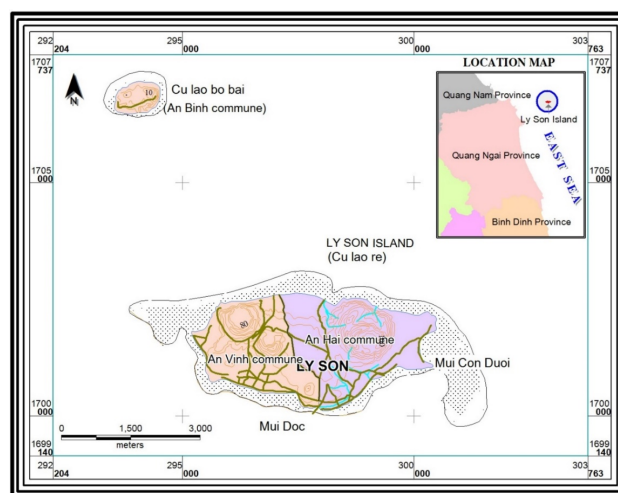 292
204
295
000
300
000
303
763
1707
737
LOCATION MAP
Quang Nam Province
Ly Son Island
EAST SEA
Quang Ngai Province
Binh Dinh Province
N
10
Cu lao bo bai
(An Binh commune)
1705
000
1705
000
LY SON ISLAND
(Cu lao re)
80
An Hai commune
An Vinh commune
LY SON
Mui Con Duoi
Mui Doc
1700
000
1700
000
0 1,500 3,000
meters
1699
140
1699
140
292
204
295
000
300
000
303
763